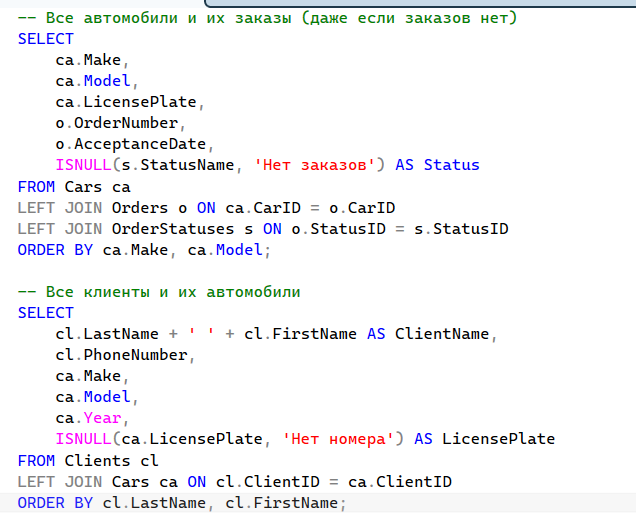 -- Все автомобили и их заказы (даже если заказов нет)
SELECT
    ca.Make,
    ca.Model,
    ca.LicensePlate,
    o.OrderNumber,
    o.AcceptanceDate,
    ISNULL(s.StatusName, 'Нет заказов') AS Status
FROM Cars ca
LEFT JOIN Orders o ON ca.CarID = o.CarID
LEFT JOIN OrderStatuses s ON o.StatusID = s.StatusID
ORDER BY ca.Make, ca.Model;

-- Все клиенты и их автомобили
SELECT
    cl.LastName + ' ' + cl.FirstName AS ClientName,
    cl.PhoneNumber,
    ca.Make,
    ca.Model,
    ca.Year,
    ISNULL(ca.LicensePlate, 'Нет номера') AS LicensePlate
FROM Clients cl
LEFT JOIN Cars ca ON cl.ClientID = ca.ClientID
ORDER BY cl.LastName, cl.FirstName;